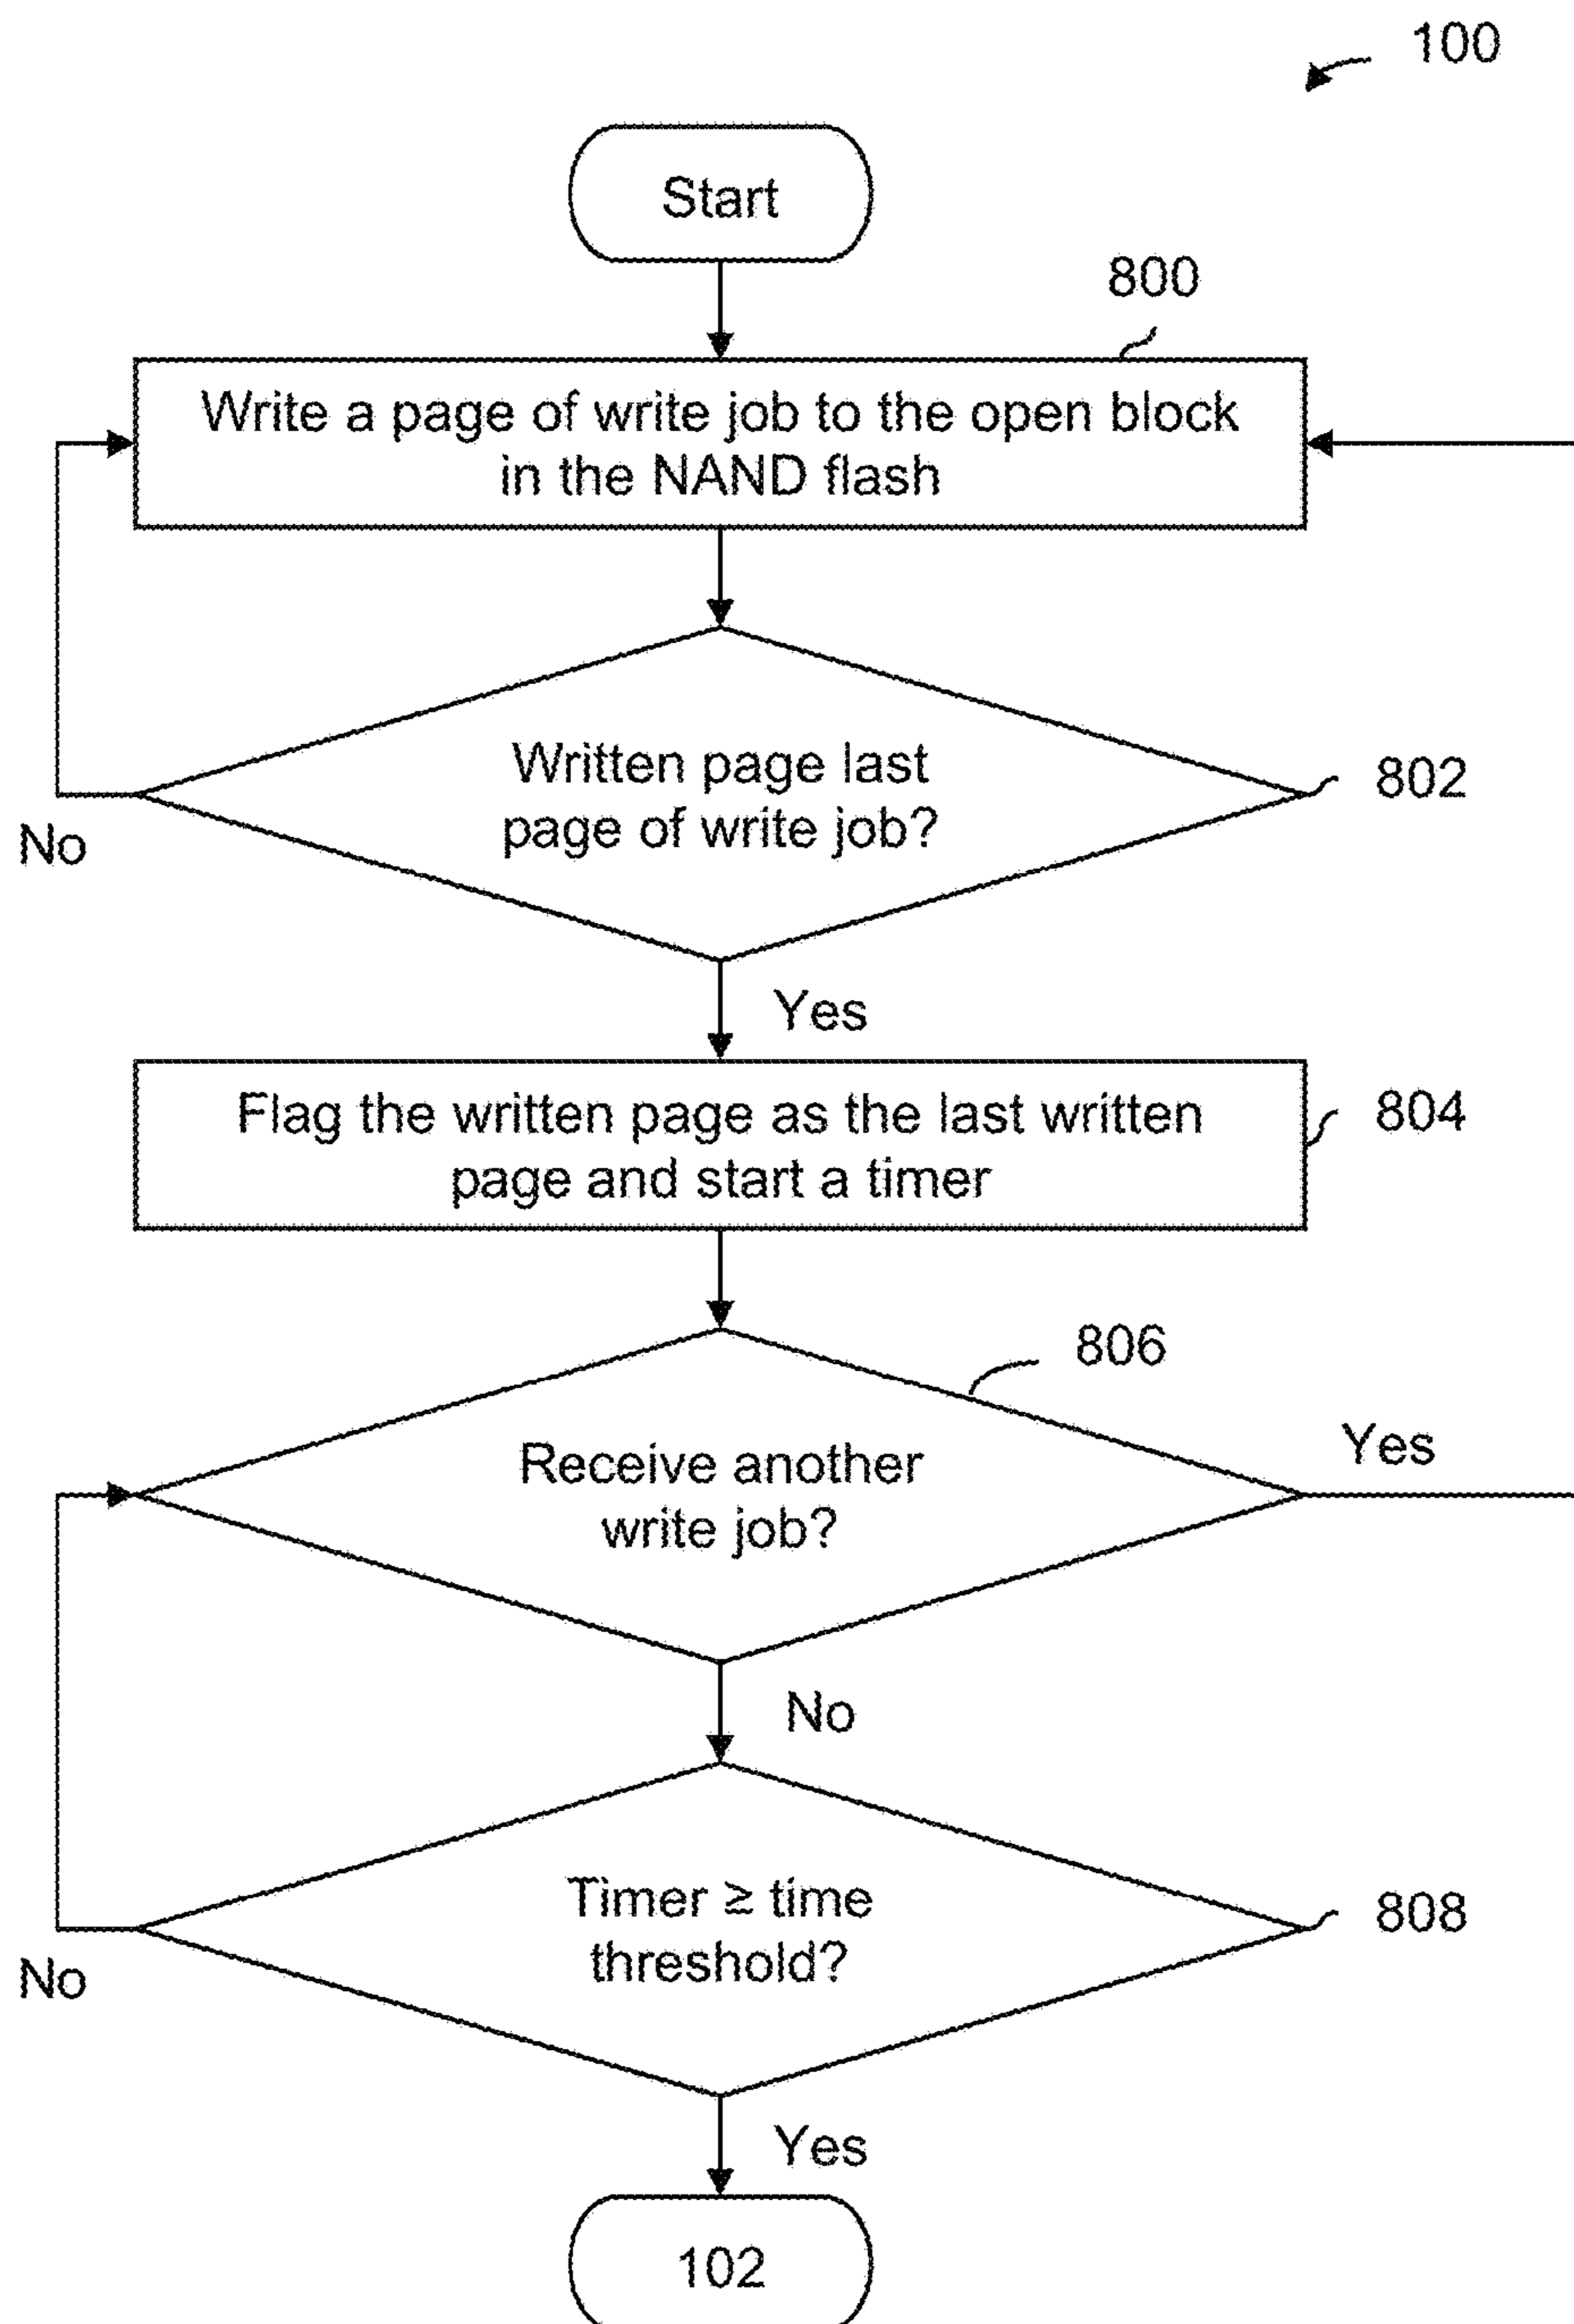 100
Start
800
Write a page of write job to the open block
in the NAND flash
Written page last
page of write job?
802
No
Yes
Flag the written page as the last written
page and start a timer
804
806
Receive another
write job?
Yes
No
Timer ≥ time
threshold?
808
No
Yes
102